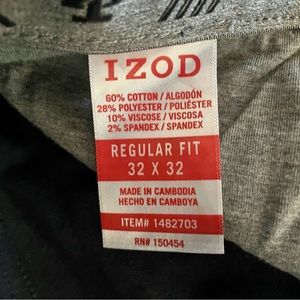 IZOD
60% COTTON / ALGODÓN
28% POLYESTER / POLIÉSTER
10% VISCOSE / VISCOSA
2% SPANDEX / SPANDEX
REGULAR FIT
32 X 32
MADE IN CAMBODIA
HECHO EN CAMBOYA
ITEM# 1482703
RN# 150454